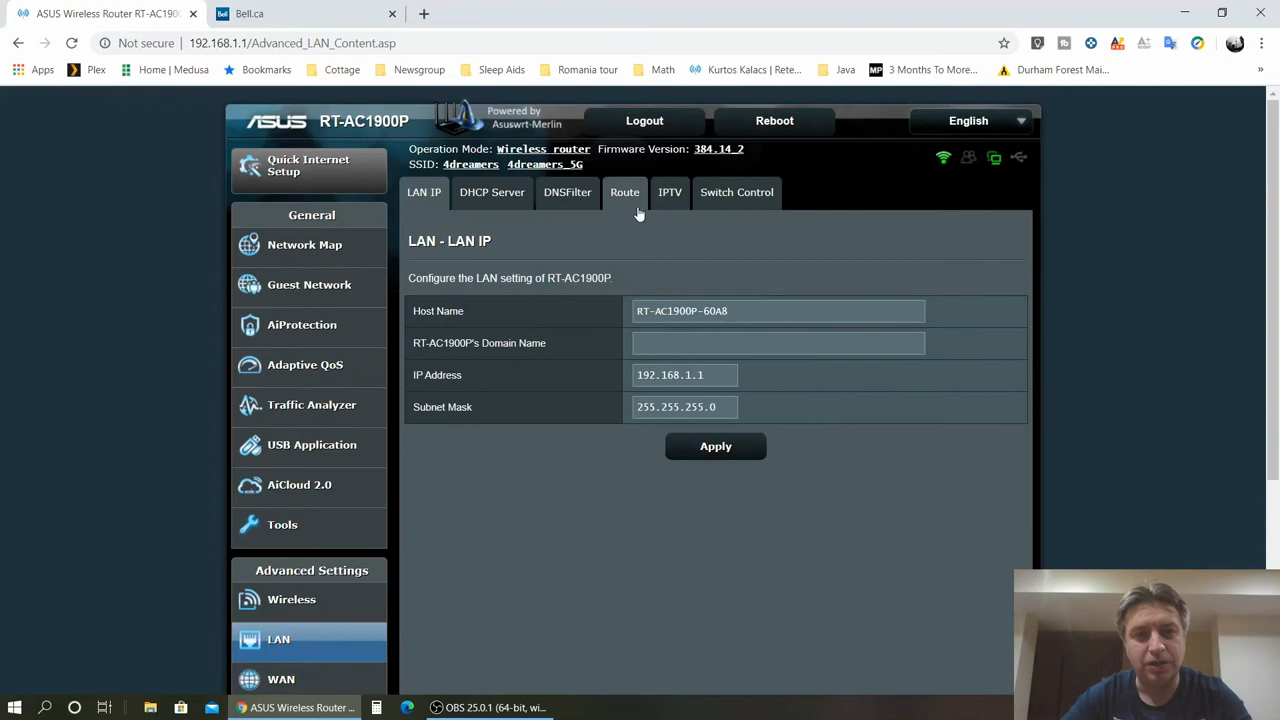 ASUS Wireless Router RT-AC1900
Bell
Bell.ca
Not secure
192.168.1.1/Advanced_LAN_Content.asp
Apps
Plex
Home | Medusa
Bookmarks
Cottage
Newsgroup
Sleep Aids
Romania tour
Math
Kurtos Kalacs | Rete...
Java
MP
3 Months To More...
Durham Forest Mai...
ASUS RT-AC1900P
Powered by
Asuswrt-Merlin
Logout
Reboot
English
Quick Internet
Setup
Operation Mode: Wireless router Firmware Version: 384.14_2
SSID: 4dreamers 4dreamers_5G
LAN IP
DHCP Server
DNSFilter
Route
IPTV
Switch Control
General
Network Map
Guest Network
AiProtection
Adaptive QoS
Traffic Analyzer
USB Application
AiCloud 2.0
Tools
Advanced Settings
Wireless
LAN
WAN
LAN - LAN IP
Configure the LAN setting of RT-AC1900P.
Host Name
RT-AC1900P-60A8
RT-AC1900P's Domain Name
IP Address
192.168.1.1
Subnet Mask
255.255.255.0
Apply
ASUS Wireless Router ...
OBS 25.0.1 (64-bit, wi...